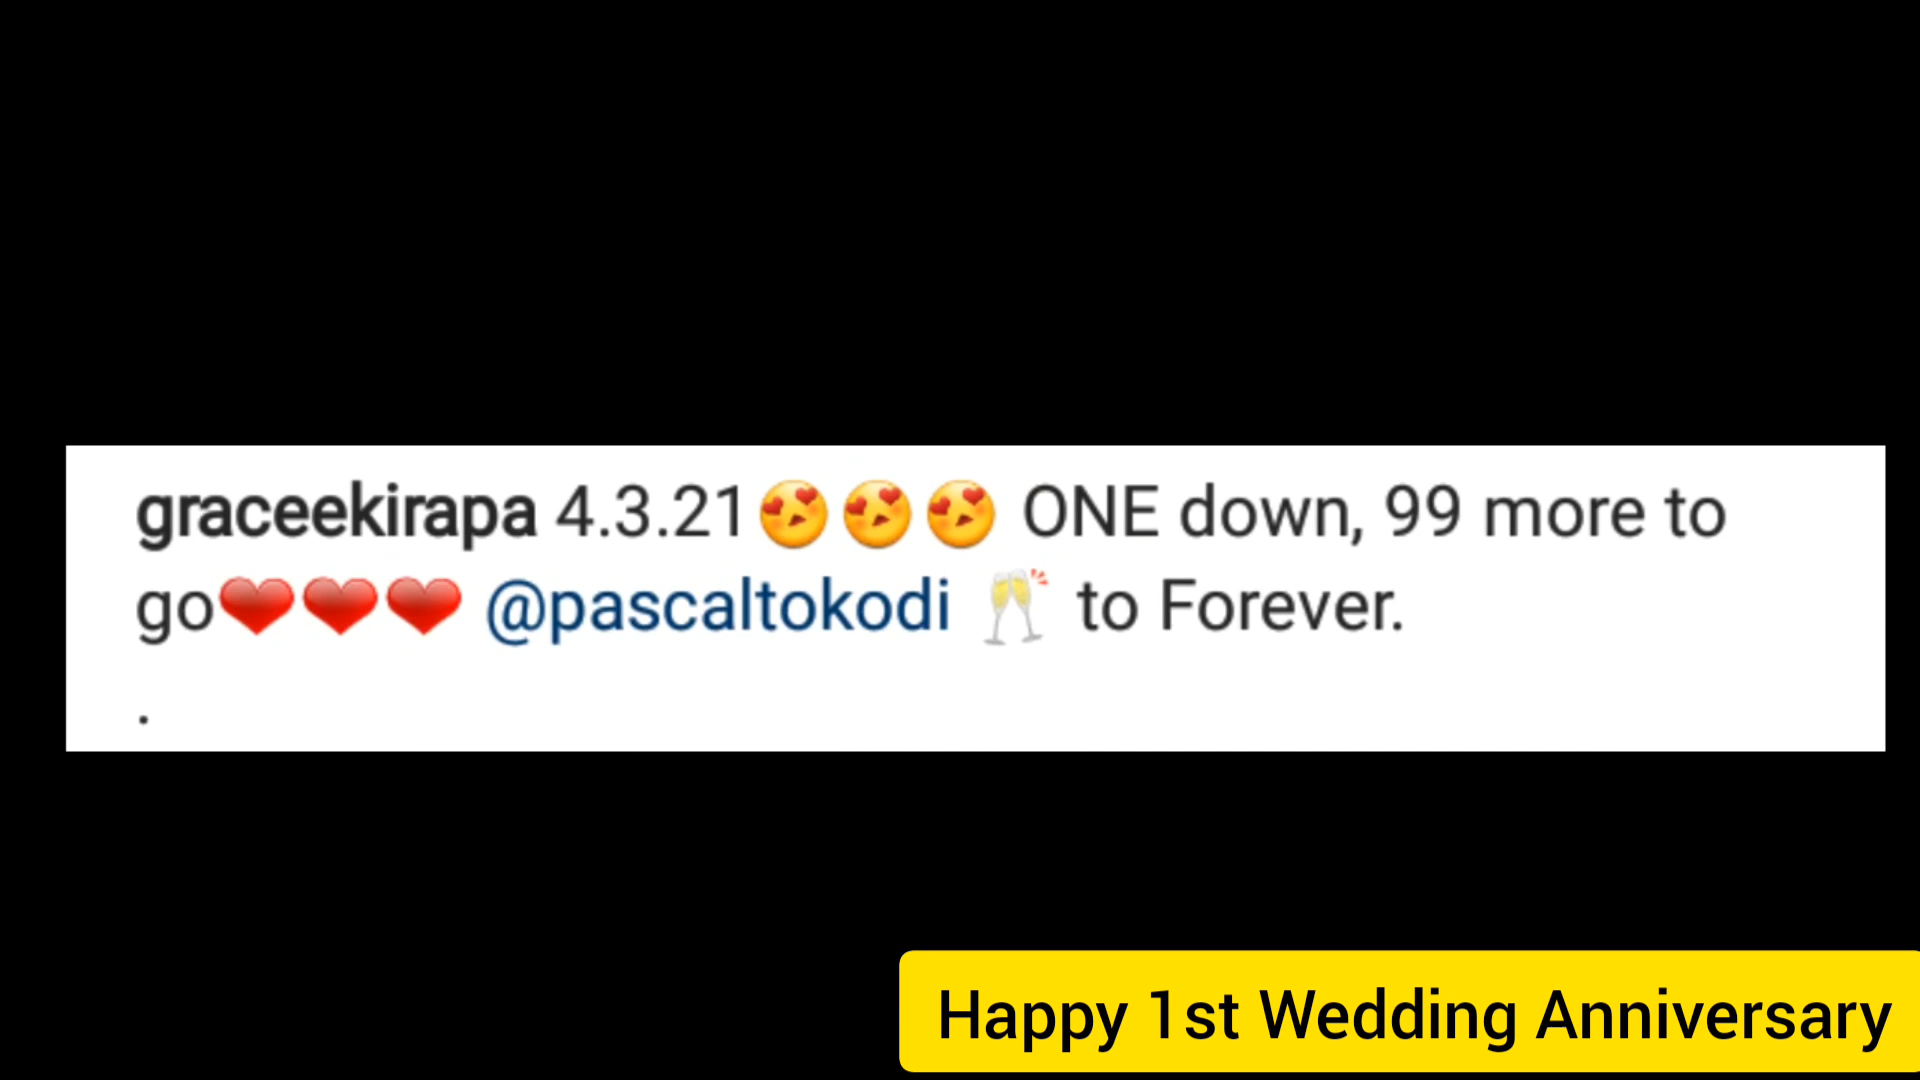 graceekirapa 4.3.21😍😍😍 ONE down, 99 more to
go❤️❤️❤️ @pascaltokodi 🥂 to Forever.
.
Happy 1st Wedding Anniversary